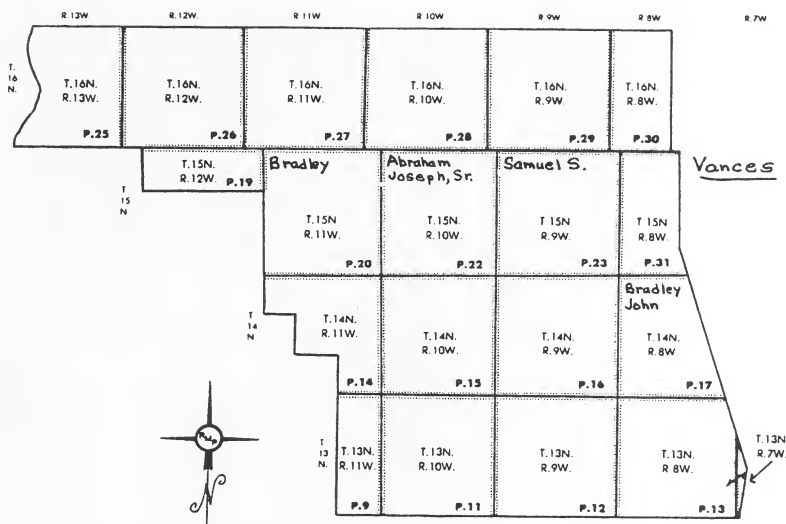 R.13W R.12W. R.11W R.10W R.9W R 8W R.7W
T.
16
N.
T.16N. T.16N. T.16N. T.16N. T.16N. T.16N
R.13W. R.12W. R.11W. R.10W. R.9W. R.8W.
P.25 P.26 P.27 P.28 P.29 P.30
T.15N.
R.12W. P.19
T
15
N
Bradley
Abraham
Joseph, Sr.
Samuel S.
Vances
T.15N T.15N T 15N T 15N
R.11W. R.10W. R.9W. R.8W.
P.20 P.22 P.23 P.31
Bradley
John
T
14
N
T.14N. T.14N. T.14N. T.14N.
R.11W. R.10W. R.9W. R.8W.
P.14 P.15 P.16 P.17
T
13
N.
T.13N. T.13N. T.13N. T.13N. T.13N.
R.11W. R.10W. R.9W. R 8W. R.7W.
P.9 P.11 P.12 P.13
N